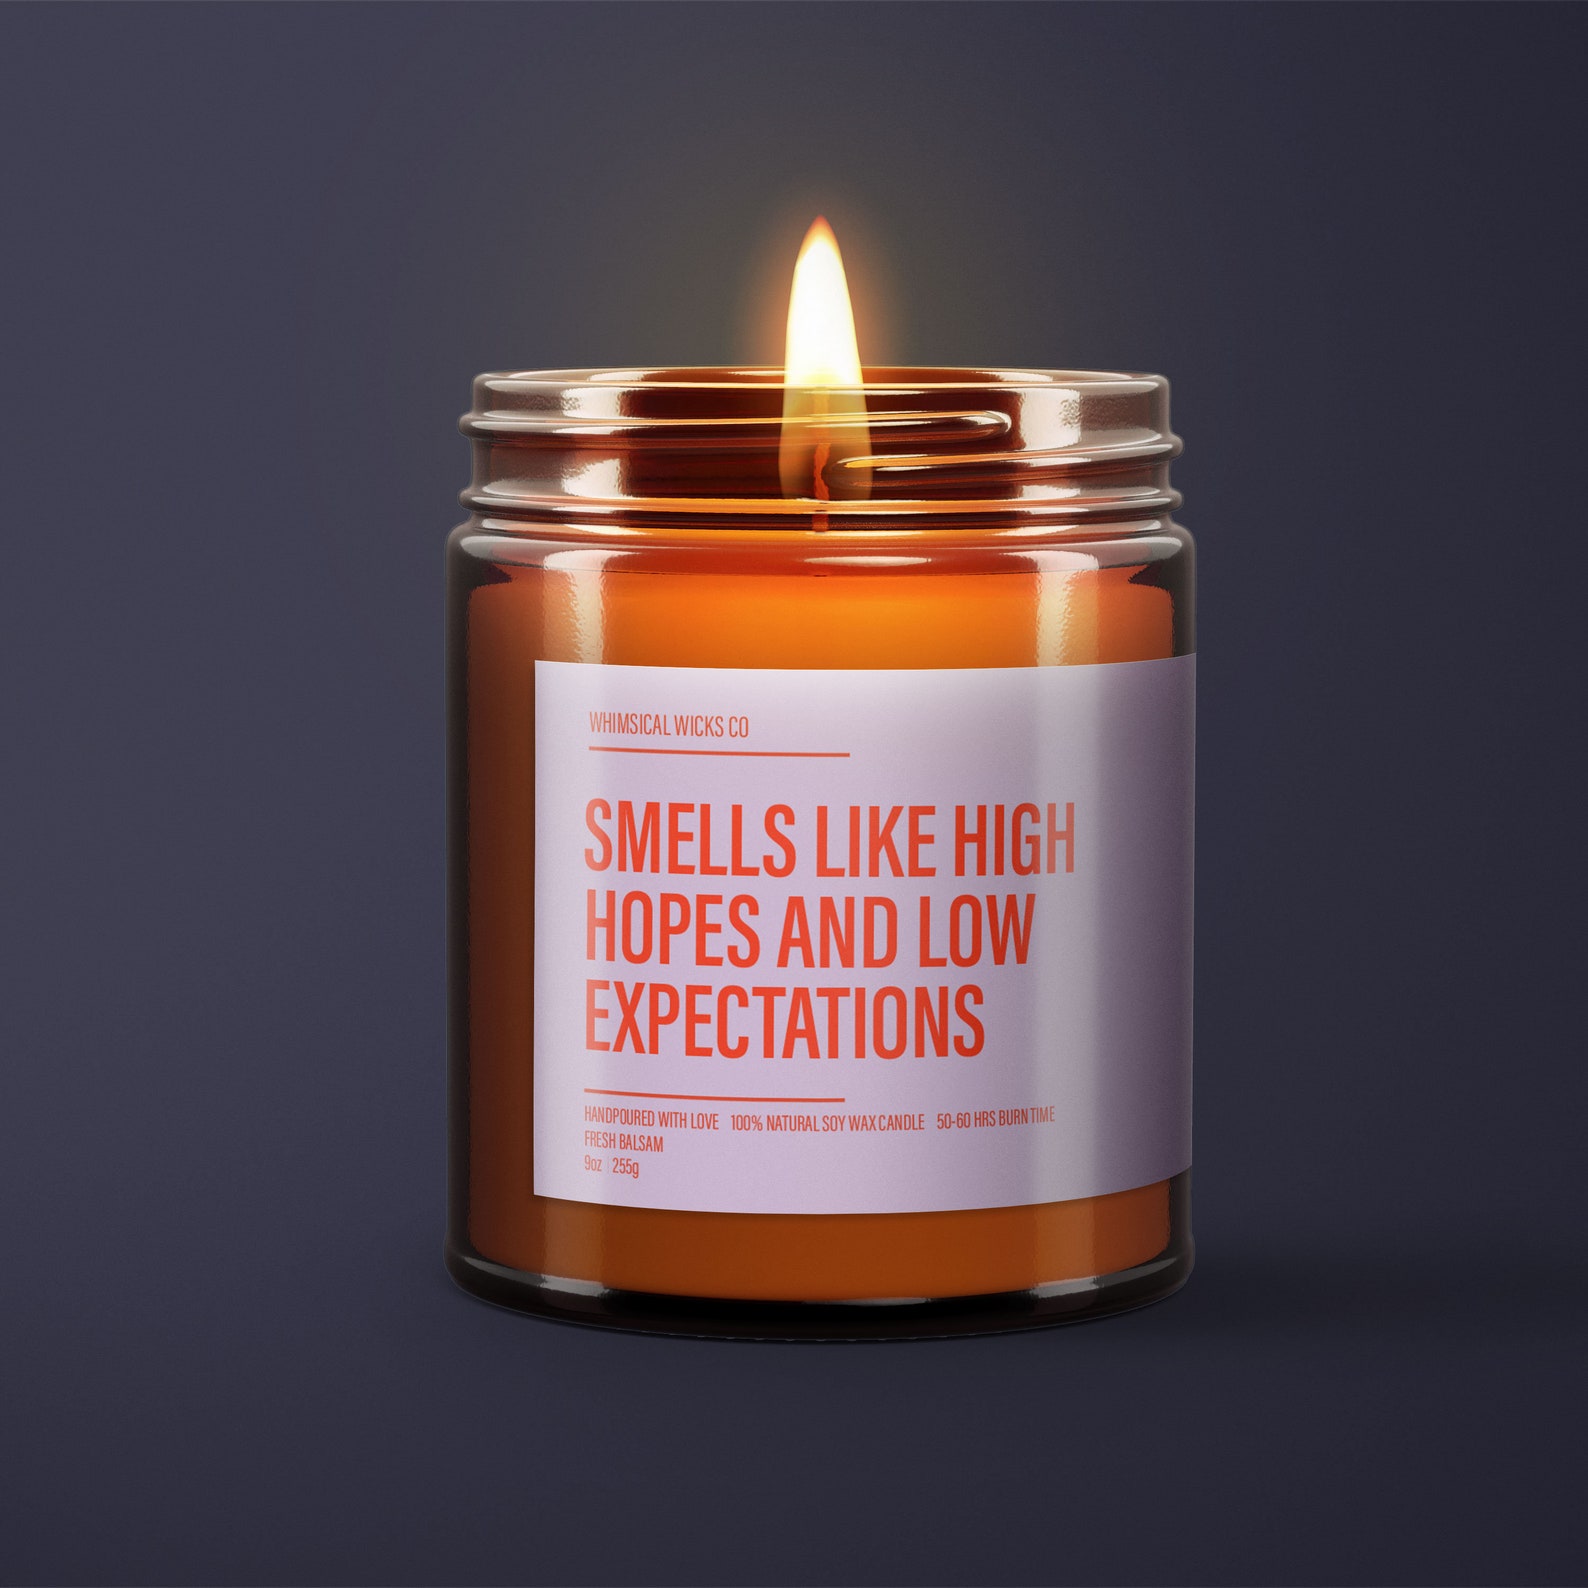 WHIMSICAL WICKS CO
SMELLS LIKE HIGH
HOPES AND LOW
EXPECTATIONS
HANDPOURED WITH LOVE 100% NATURAL SOY WAX CANDLE 50-60 HRS BURN TIME
FRESH BALSAM
9oz | 255g